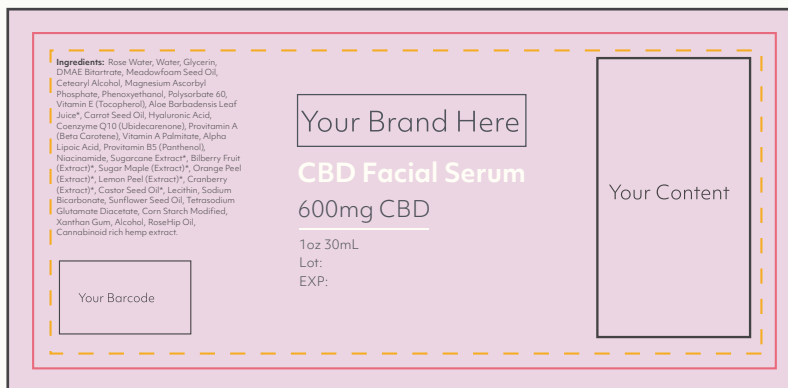 Ingredients: Rose Water, Water, Glycerin,
DMAE Bitartrate, Meadowfoam Seed Oil,
Cetearyl Alcohol, Magnesium Ascorbyl
Phosphate, Phenoxyethanol, Polysorbate 60,
Vitamin E (Tocopherol), Aloe Barbadensis Leaf
Juice*, Carrot Seed Oil, Hyaluronic Acid,
Coenzyme Q10 (Ubidecarenone), Provitamin A
(Beta Carotene), Vitamin A Palmitate, Alpha
Lipoic Acid, Provitamin B5 (Panthenol),
Niacinamide, Sugarcane Extract*, Bilberry Fruit
(Extract)*, Sugar Maple (Extract)*, Orange Peel
(Extract)*, Lemon Peel (Extract)*, Cranberry
(Extract)*, Castor Seed Oil*, Lecithin, Sodium
Bicarbonate, Sunflower Seed Oil, Tetrasodium
Glutamate Diacetate, Corn Starch Modified,
Xanthan Gum, Alcohol, RoseHip Oil,
Cannabinoid rich hemp extract.
Your Barcode
Your Brand Here
CBD Facial Serum
600mg CBD
1oz 30mL
Lot:
EXP:
Your Content